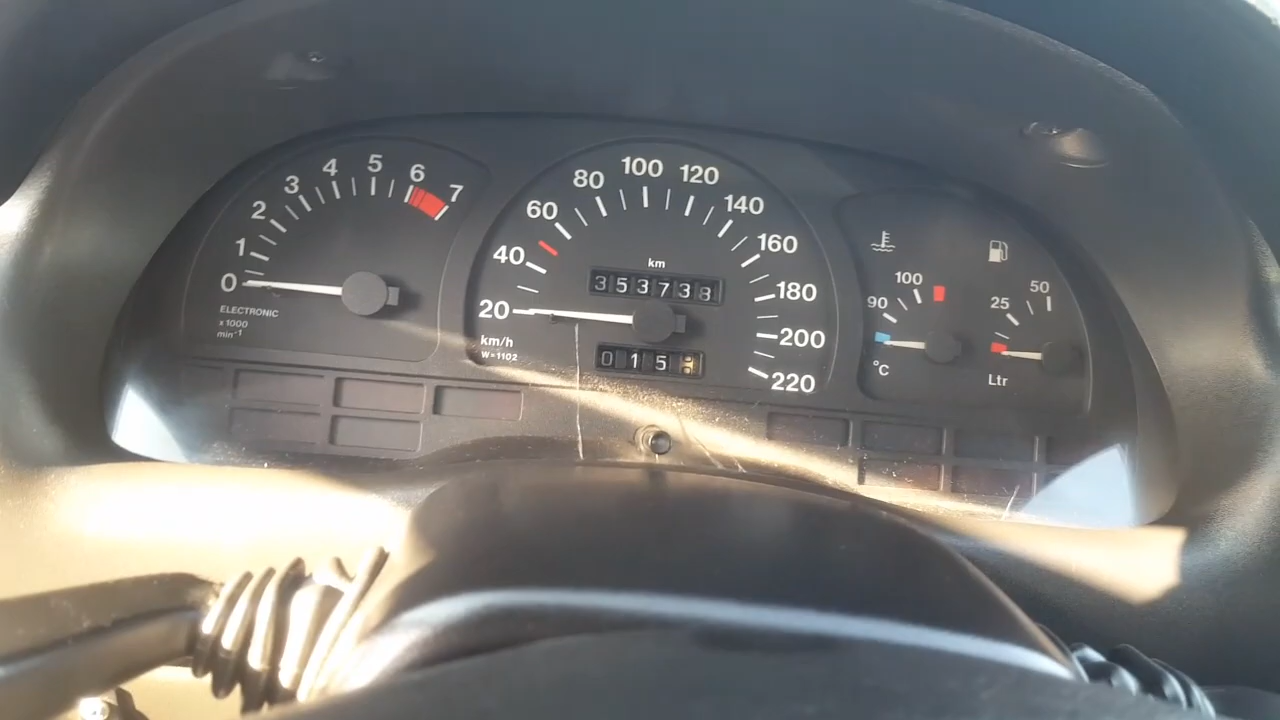 0 1 2 3 4 5 6 7
ELECTRONIC
x1000
min⁻¹
20 40 60 80 100 120 140 160 180 200 220
km
353738
km/h
W=1102
015
90 100
°C
25 50
Ltr